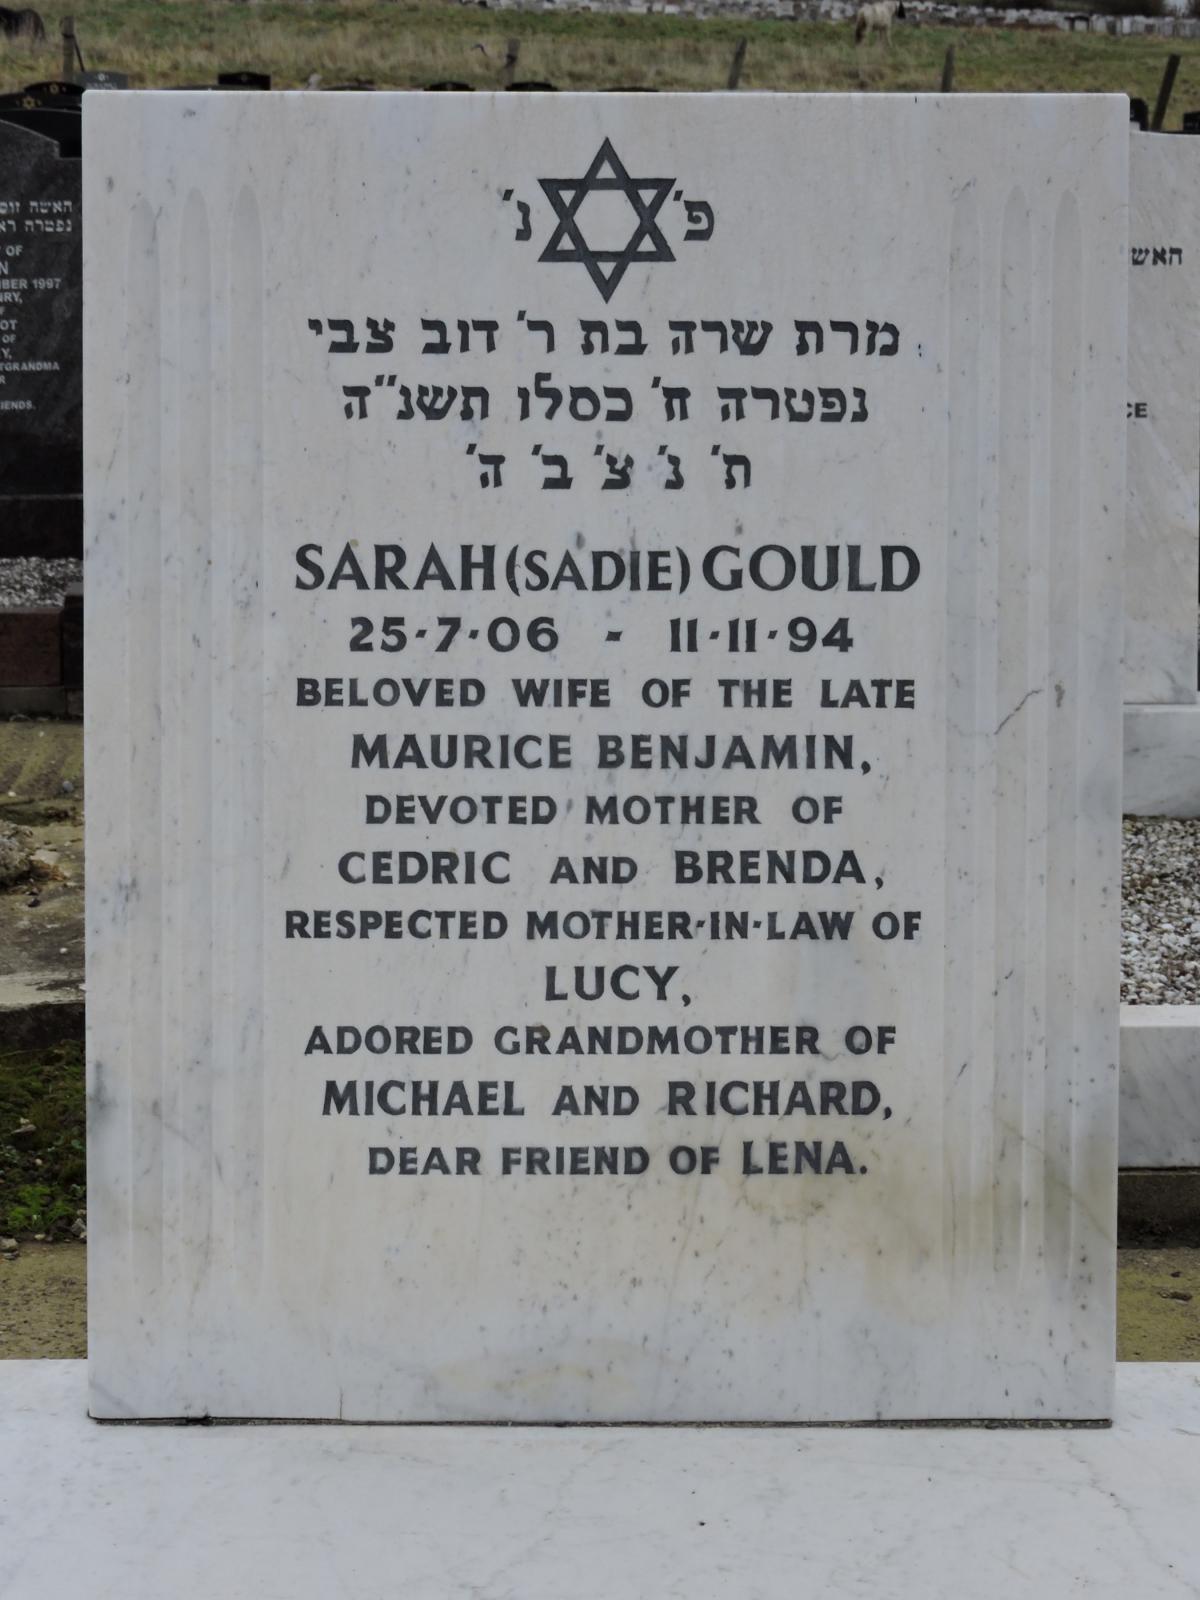 פ' נ'
מרת שרה בת ר' דוב צבי
נפטרה ח' כסלו תשנ"ה
ת' נ' צ' ב' ה'
SARAH (SADIE) GOULD
25·7·06 - 11·11·94
BELOVED WIFE OF THE LATE
MAURICE BENJAMIN,
DEVOTED MOTHER OF
CEDRIC AND BRENDA,
RESPECTED MOTHER-IN-LAW OF
LUCY,
ADORED GRANDMOTHER OF
MICHAEL AND RICHARD,
DEAR FRIEND OF LENA.